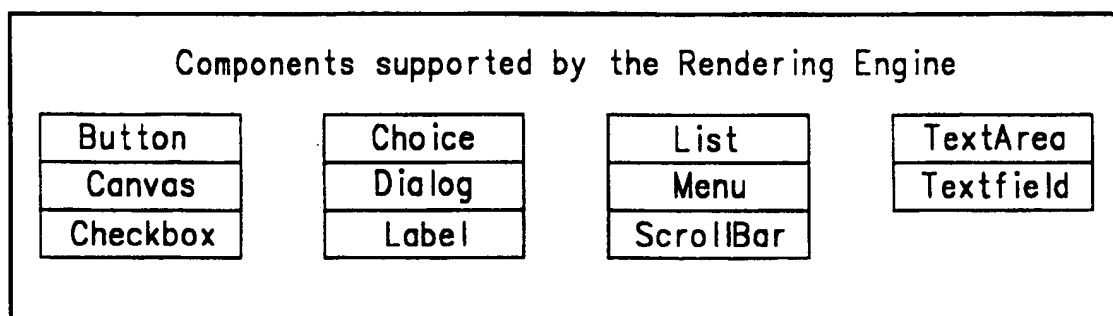 Components supported by the Rendering Engine
Button
Canvas
Checkbox
Choice
Dialog
Label
List
Menu
ScrollBar
TextArea
Textfield